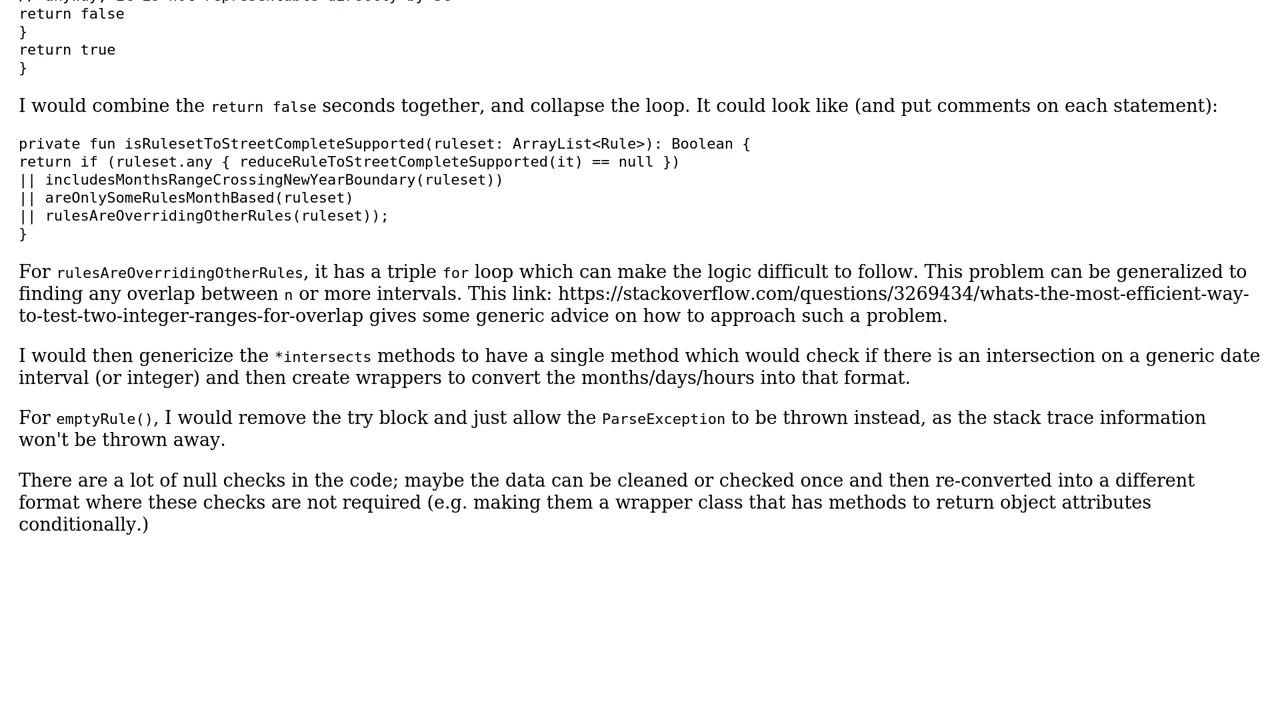 return false
}
return true
}
I would combine the return false seconds together, and collapse the loop. It could look like (and put comments on each statement):
private fun isRulesetToStreetCompleteSupported(ruleset: ArrayList<Rule>): Boolean {
return if (ruleset.any { reduceRuleToStreetCompleteSupported(it) == null })
|| includesMonthsRangeCrossingNewYearBoundary(ruleset))
|| areOnlySomeRulesMonthBased(ruleset)
|| rulesAreOverridingOtherRules(ruleset));
}
For rulesAreOverridingOtherRules, it has a triple for loop which can make the logic difficult to follow. This problem can be generalized to
finding any overlap between n or more intervals. This link: https://stackoverflow.com/questions/3269434/whats-the-most-efficient-way-
to-test-two-integer-ranges-for-overlap gives some generic advice on how to approach such a problem.
I would then genericize the *intersects methods to have a single method which would check if there is an intersection on a generic date
interval (or integer) and then create wrappers to convert the months/days/hours into that format.
For emptyRule(), I would remove the try block and just allow the ParseException to be thrown instead, as the stack trace information
won't be thrown away.
There are a lot of null checks in the code; maybe the data can be cleaned or checked once and then re-converted into a different
format where these checks are not required (e.g. making them a wrapper class that has methods to return object attributes
conditionally.)